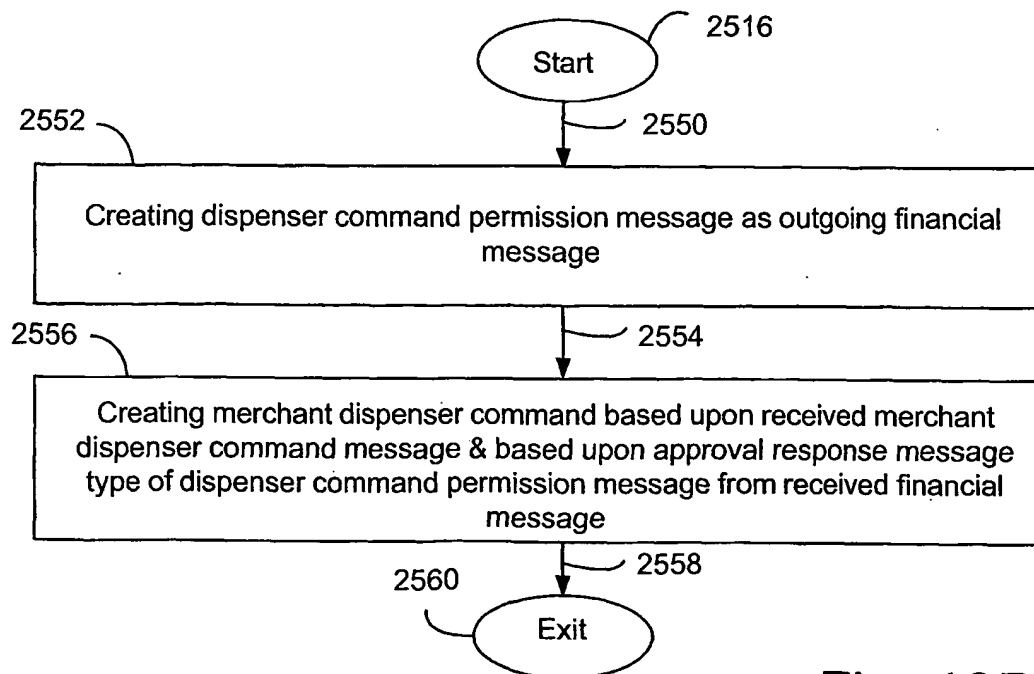 2516
Start
2550
2552
Creating dispenser command permission message as outgoing financial
message
2554
2556
Creating merchant dispenser command based upon received merchant
dispenser command message & based upon approval response message
type of dispenser command permission message from received financial
message
2558
2560
Exit